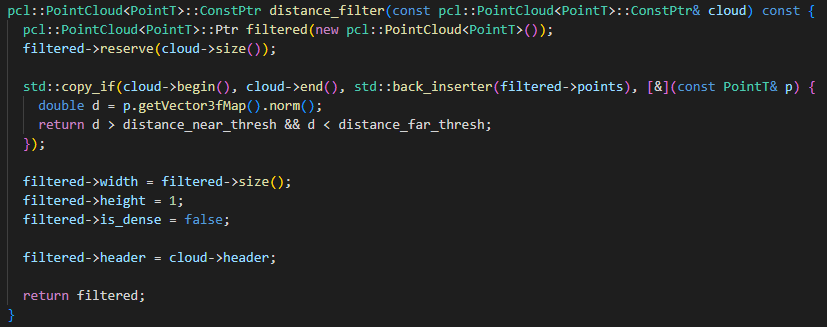 pcl::PointCloud<PointT>::ConstPtr distance_filter(const pcl::PointCloud<PointT>::ConstPtr& cloud) const {
  pcl::PointCloud<PointT>::Ptr filtered(new pcl::PointCloud<PointT>());
  filtered->reserve(cloud->size());

  std::copy_if(cloud->begin(), cloud->end(), std::back_inserter(filtered->points), [&](const PointT& p) {
    double d = p.getVector3fMap().norm();
    return d > distance_near_thresh && d < distance_far_thresh;
  });

  filtered->width = filtered->size();
  filtered->height = 1;
  filtered->is_dense = false;

  filtered->header = cloud->header;

  return filtered;
}